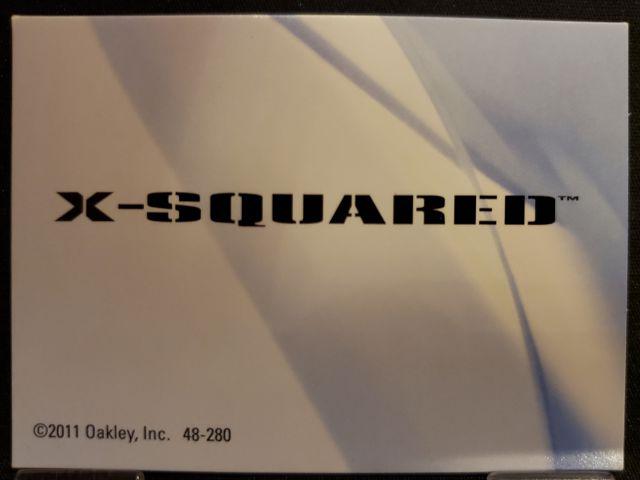 X-SQUARED™
©2011 Oakley, Inc. 48-280